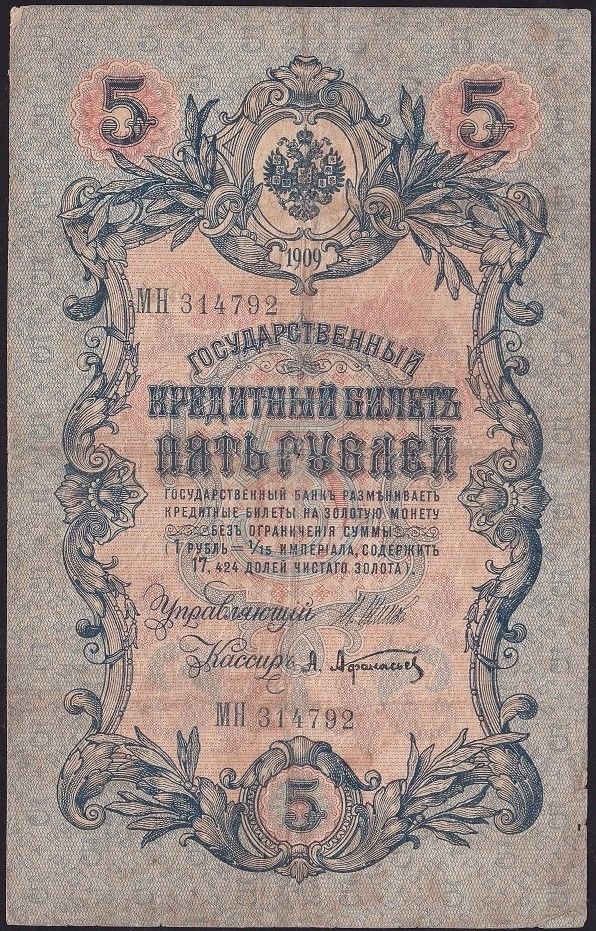 5 5
1909
МН 314792
ГОСУДАРСТВЕННЫЙ
КРЕДИТНЫЙ БИЛЕТЪ
ПЯТЬ РУБЛЕЙ
ГОСУДАРСТВЕННЫЙ БАНКЪ РАЗМѢНИВАЕТЪ
КРЕДИТНЫЕ БИЛЕТЫ НА ЗОЛОТУЮ МОНЕТУ
БЕЗЪ ОГРАНИЧЕНІЯ СУММЫ
(1 РУБЛЬ = 1/15 ИМПЕРІАЛА, СОДЕРЖИТЪ
17,424 ДОЛЕЙ ЧИСТАГО ЗОЛОТА).
Управляющій
Кассиръ А. Афанасьев
МН 314792
5